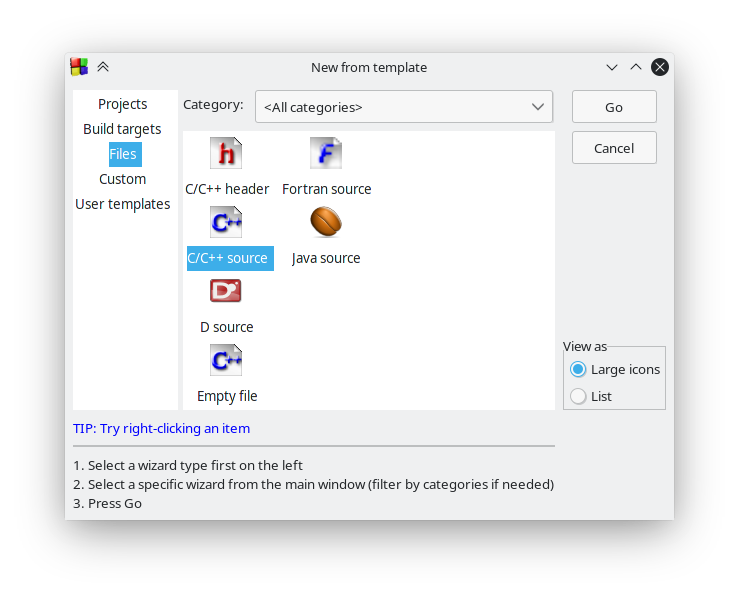 New from template
Projects
Build targets
Files
Custom
User templates
Category:
<All categories>
Go
Cancel
C/C++ header
Fortran source
C/C++ source
Java source
D source
Empty file
View as
Large icons
List
TIP: Try right-clicking an item
1. Select a wizard type first on the left
2. Select a specific wizard from the main window (filter by categories if needed)
3. Press Go